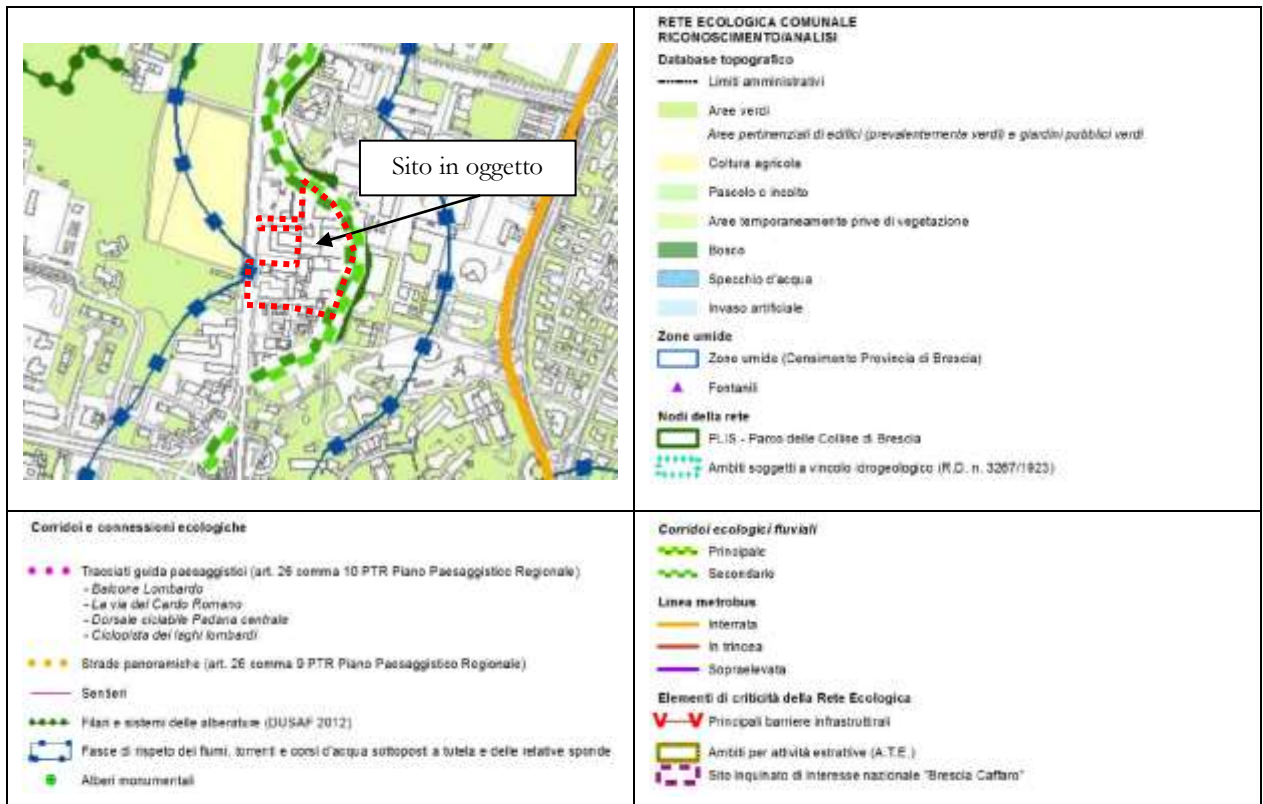 Sito in oggetto
RETE ECOLOGICA COMUNALE
RICONOSCIMENTO/ANALISI
Database topografico
Limiti amministrativi
Aree verdi
Aree pertinenziali di edifici (prevalentemente verdi) e giardini pubblici verdi
Coltura agricola
Pascolo o incolto
Aree temporaneamente prive di vegetazione
Bosco
Specchio d'acqua
Invaso artificiale
Zone umide
Zone umide (Censimento Provincia di Brescia)
Fontanili
Nodi della rete
PLIS - Parco delle Colline di Brescia
Ambiti soggetti a vincolo idrogeologico (R.D. n. 3267/1923)
Corridoi e connessioni ecologiche
Tracciati guida paesaggistici (art. 26 comma 10 PTR Piano Paesaggistico Regionale)
- Balcone Lombardo
- La via del Cardo Romano
- Dorsale ciclabile Padana centrale
- Ciclopista dei laghi lombardi
Strade panoramiche (art. 26 comma 9 PTR Piano Paesaggistico Regionale)
Sentieri
Filari e sistemi delle alberature (DUSAF 2012)
Fasce di rispetto dei fiumi, torrenti e corsi d'acqua sottoposti a tutela e delle relative sponde
Alberi monumentali
Corridoi ecologici fluviali
Principale
Secondario
Linea metrobus
Interrata
In trincea
Sopraelevata
Elementi di criticità della Rete Ecologica
Principali barriere infrastrutturali
Ambiti per attività estrattive (A.T.E.)
Sito inquinato di interesse nazionale "Brescia Caffaro"